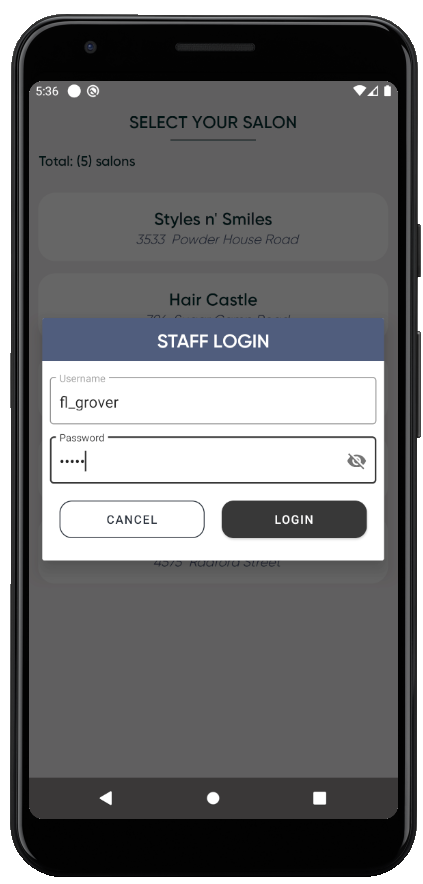 5:36
SELECT YOUR SALON
Total: (5) salons
Styles n' Smiles
3533 Powder House Road
Hair Castle
STAFF LOGIN
Username
fl_grover
Password
•••••
CANCEL
LOGIN
4575 Radford Street